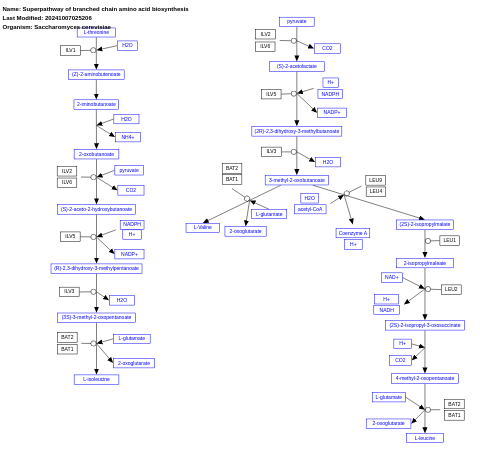 Name: Superpathway of branched chain amino acid biosynthesis
Last Modified: 20241007025206
Organism: Saccharomyces cerevisiae
L-threonine
ILV1
H2O
(Z)-2-aminobutenoate
2-iminobutanoate
H2O
NH4+
2-oxobutanoate
ILV2
ILV6
pyruvate
CO2
(S)-2-aceto-2-hydroxybutanoate
NADPH
H+
ILV5
NADP+
(R)-2,3-dihydroxy-3-methylpentanoate
ILV3
H2O
(3S)-3-methyl-2-oxopentanoate
BAT2
BAT1
L-glutamate
2-oxoglutarate
L-isoleucine
pyruvate
ILV2
ILV6
CO2
(S)-2-acetolactate
H+
ILV5
NADPH
NADP+
(2R)-2,3-dihydroxy-3-methylbutanoate
ILV3
H2O
3-methyl-2-oxobutanoate
BAT2
BAT1
L-glutamate
L-Valine
2-oxoglutarate
LEU9
LEU4
H2O
acetyl-CoA
Coenzyme A
H+
(2S)-2-isopropylmalate
LEU1
2-isopropylmaleate
NAD+
LEU2
H+
NADH
(2S)-2-isopropyl-3-oxosuccinate
H+
CO2
4-methyl-2-oxopentanoate
L-glutamate
BAT2
BAT1
2-oxoglutarate
L-leucine